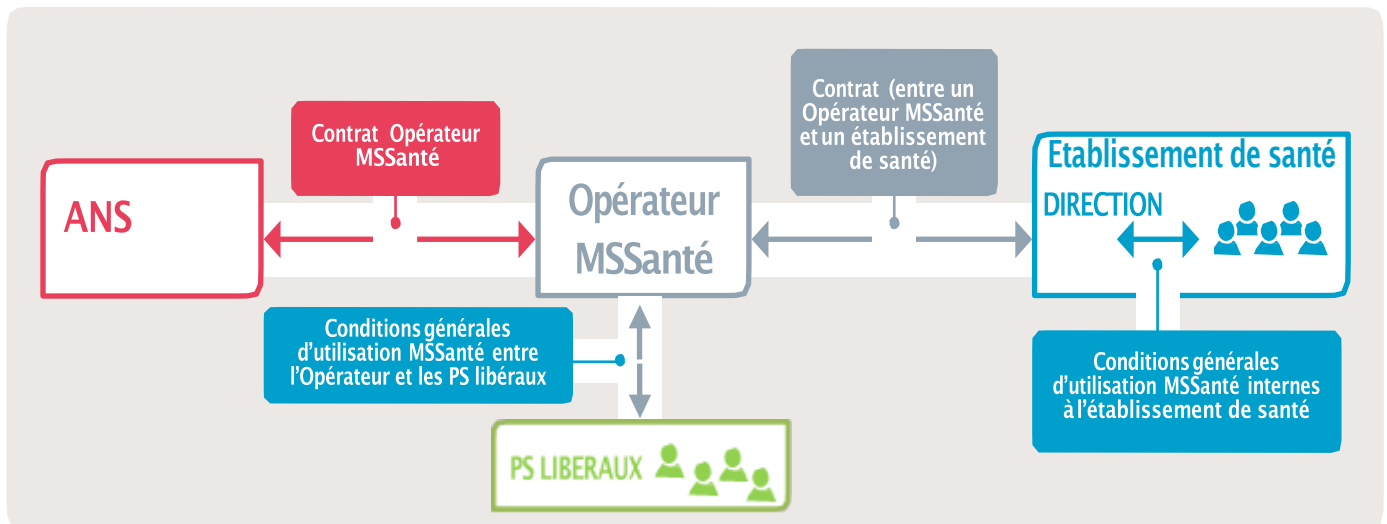 Contrat (entre un
Opérateur MSSanté
et un établissement
de santé)
Contrat Opérateur
MSSanté
Etablissement de santé
ANS
Opérateur
MSSanté
DIRECTION
Conditions générales
d'utilisation MSSanté entre
l'Opérateur et les PS libéraux
Conditions générales
d'utilisation MSSanté internes
à l'établissement de santé
PS LIBERAUX